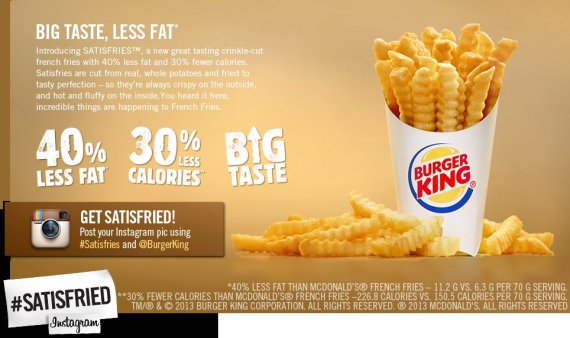 BIG TASTE, LESS FAT*
Introducing SATISFRIES™, a new great tasting crinkle-cut
french fries with 40% less fat and 30% fewer calories.
Satisfries are cut from real, whole potatoes and fried to
tasty perfection – so they're always crispy on the outside,
and hot and fluffy on the inside.You heard it here,
incredible things are happening to French Fries.
40%
LESS FAT*
30% LESS
CALORIES**
BIG
TASTE
BURGER
KING®
GET SATISFRIED!
Post your Instagram pic using
#Satisfries and @BurgerKing
#SATISFRIED
Instagram
*40% LESS FAT THAN MCDONALD'S® FRENCH FRIES – 11.2 G VS. 6.3 G PER 70 G SERVING.
**30% FEWER CALORIES THAN MCDONALD'S® FRENCH FRIES –226.8 CALORIES VS. 150.5 CALORIES PER 70 G SERVING.
TM/® & © 2013 BURGER KING CORPORATION. ALL RIGHTS RESERVED. ® 2013 MCDONALD'S. ALL RIGHTS RESERVED